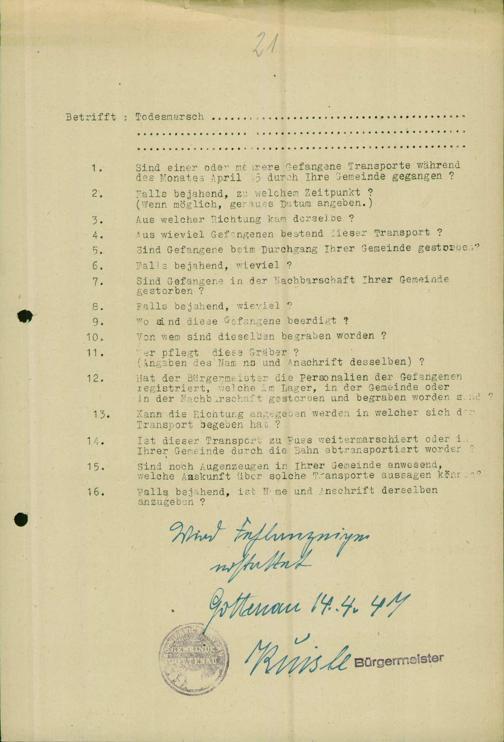 21
Betrifft : Todesmarsch ...........................................
.......................................................
.......................................................
1. Sind einer oder mehrere Gefangene Transporte während
des Monates April 45 durch Ihre Gemeinde gegangen ?
2. Falls bejahend, zu welchem Zeitpunkt ?
(Wenn möglich, genaues Datum angeben.)
3. Aus welcher Richtung kam derselbe ?
4. Aus wieviel Gefangenen bestand dieser Transport ?
5. Sind Gefangene beim Durchgang Ihrer Gemeinde gestorben?
6. Falls bejahend, wieviel ?
7. Sind Gefangene in der Nachbarschaft Ihrer Gemeinde
gestorben ?
8. Falls bejahend, wieviel ?
9. Wo sind diese Gefangene beerdigt ?
10. Von wem sind dieselben begraben worden ?
11. Wer pflegt diese Gräber ?
(Angaben des Namens und Anschrift desselben) ?
12. Hat der Bürgermeister die Personalien der Gefangenen
registriert, welche im Lager, in der Gemeinde oder
in der Nachbarschaft gestorben und begraben worden sind ?
13. Kann die Richtung angegeben werden in welcher sich der
Transport begeben hat ?
14. Ist dieser Transport zu Fuss weitermarschiert oder in
Ihrer Gemeinde durch die Bahn abtransportiert worden ?
15. Sind noch Augenzeugen in Ihrer Gemeinde anwesend,
welche Auskunft über solche Transporte aussagen können?
16. Falls bejahend, ist Name und Anschrift derselben
anzugeben ?
Wird Fehlanzeige
erstattet
Gottenau 14.4.47
GEMEINDE
GOTTENAU
Kuisle Bürgermeister